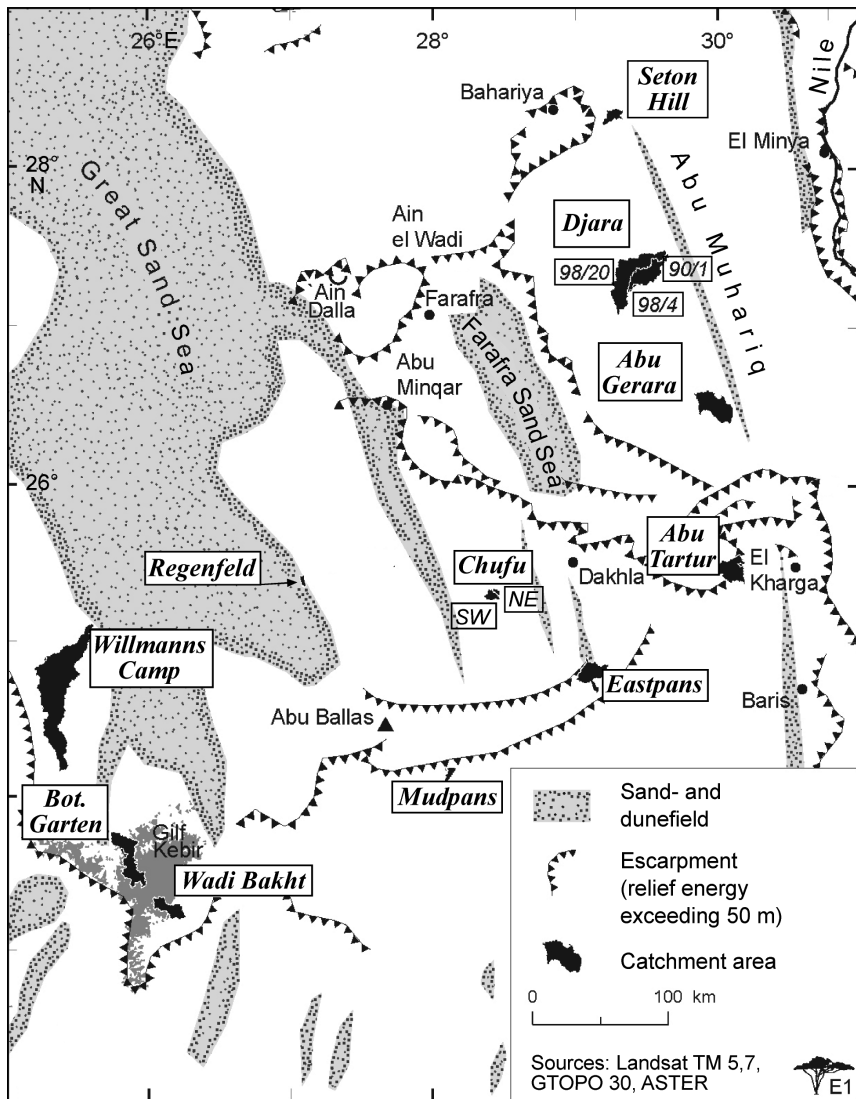 26°E
28°
30°
Seton
Hill
Nile
Bahariya
El Minya
28°
N
Great Sand Sea
Abu Muhariq
Ain
el Wadi
Djara
98/20
90/1
98/4
Ain
Dalla
Farafra
Farafra Sand Sea
Abu
Minqar
Abu
Gerara
26°
Abu
Tartur
El
Kharga
Regenfeld
Chufu
Dakhla
NE
SW
Willmanns
Camp
Eastpans
Baris
Abu Ballas
Mudpans
Bot.
Garten
Gilf
Kebir
Wadi Bakht
Sand- and
dunefield
Escarpment
(relief energy
exceeding 50 m)
Catchment area
0 100 km
Sources: Landsat TM 5,7,
GTOPO 30, ASTER
E1